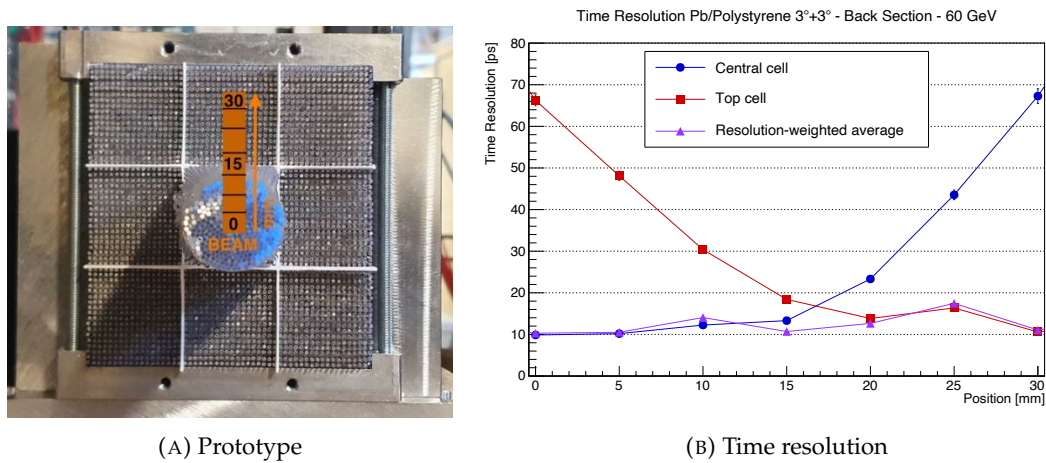 30
15
0
BEAM
(A) Prototype
Time Resolution Pb/Polystyrene 3°+3° - Back Section - 60 GeV
Time Resolution [ps]
80
70
60
50
40
30
20
10
0
Central cell
Top cell
Resolution-weighted average
0 5 10 15 20 25 30
Position [mm]
(B) Time resolution